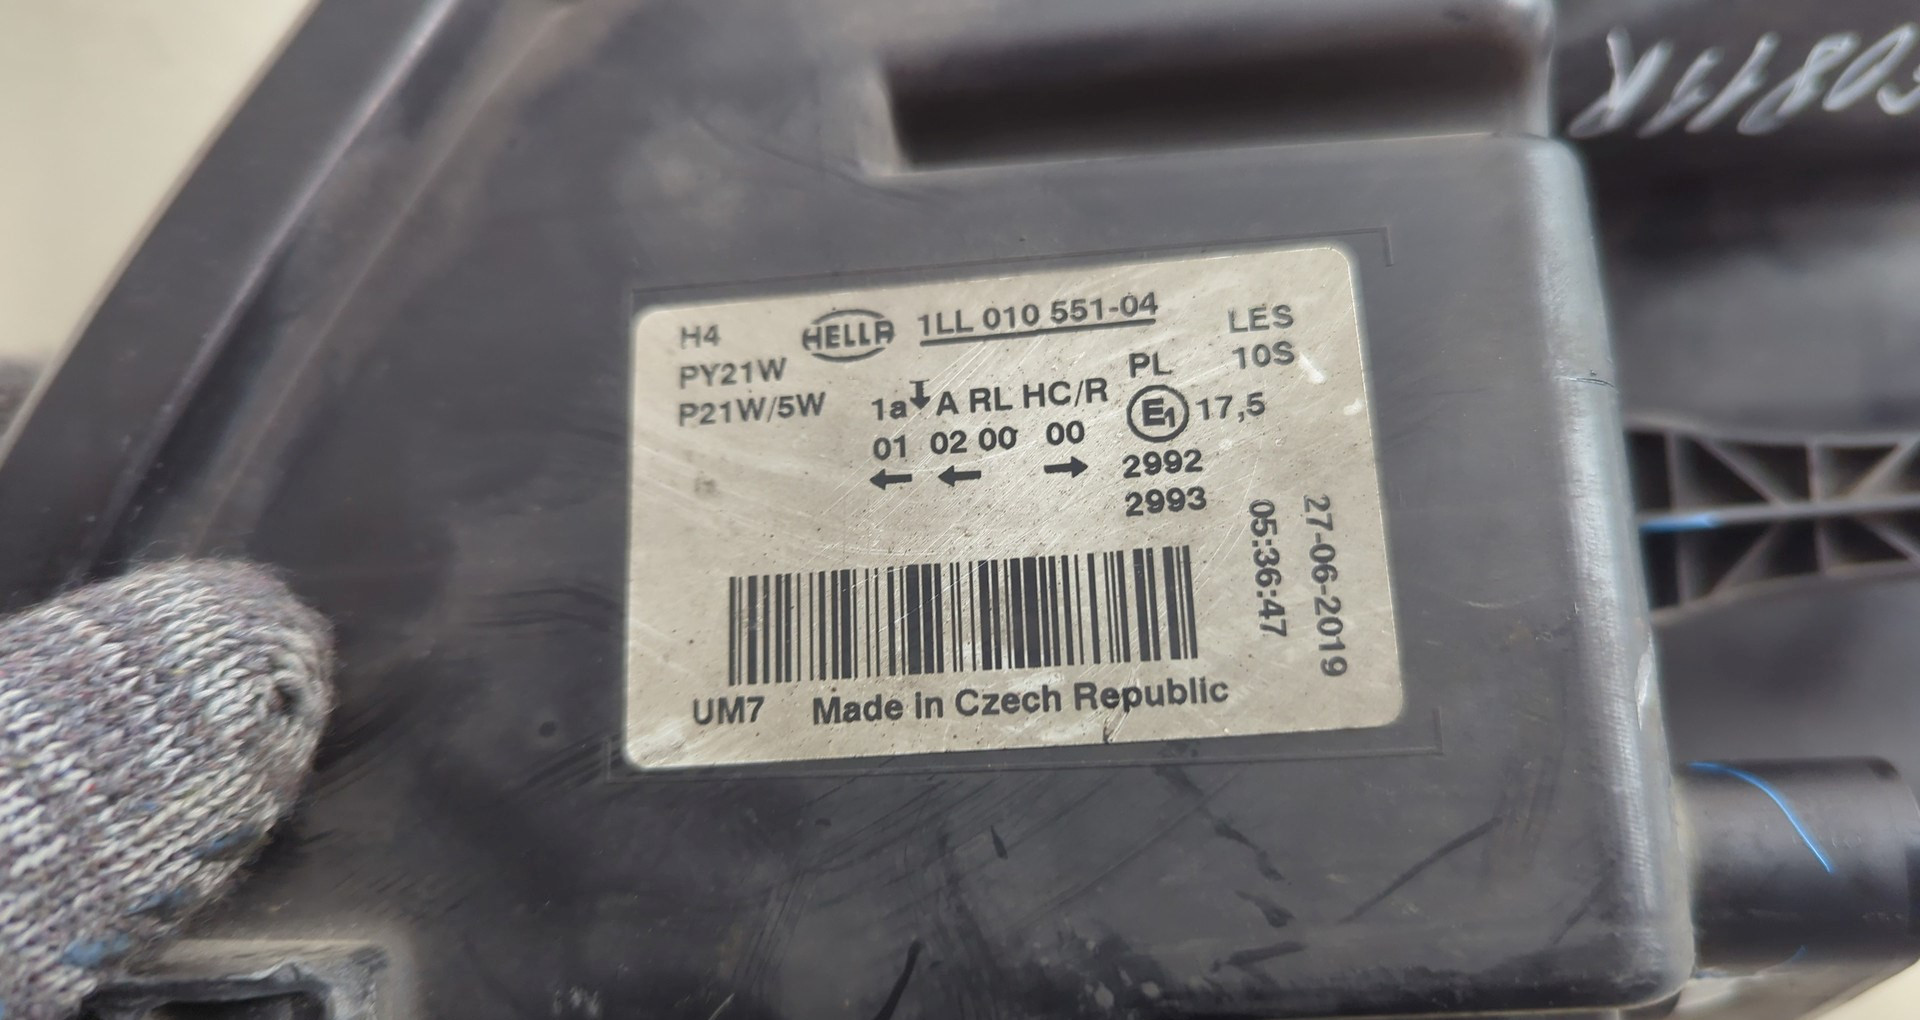 H4
PY21W
P21W/5W
HELLA 1LL 010 551-04
LES
10S
PL
1a A RL HC/R
E1 17,5
01 02 00 00
← ← →
2992
2993
27-06-2019
05:36:47
UM7 Made in Czech Republic